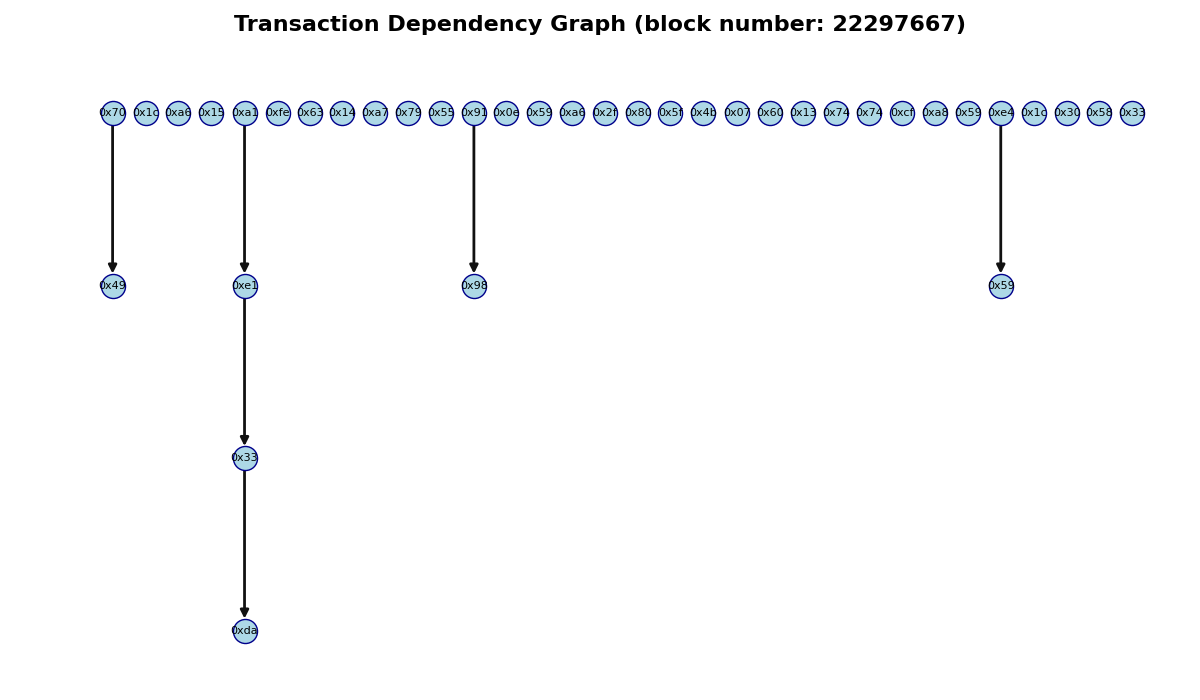 Transaction Dependency Graph (block number: 22297667)
0x70 0x1c 0xa6 0x15 0xa1 0xfe 0x63 0x14 0xa7 0x79 0x55 0x91 0x0e 0x59 0xa6 0x2f 0x80 0x5f 0x4b 0x07 0x60 0x13 0x74 0x74 0xcf 0xa8 0x59 0xe4 0x1c 0x30 0x58 0x33
0x49 0xe1 0x98 0x59
0x33
0xda